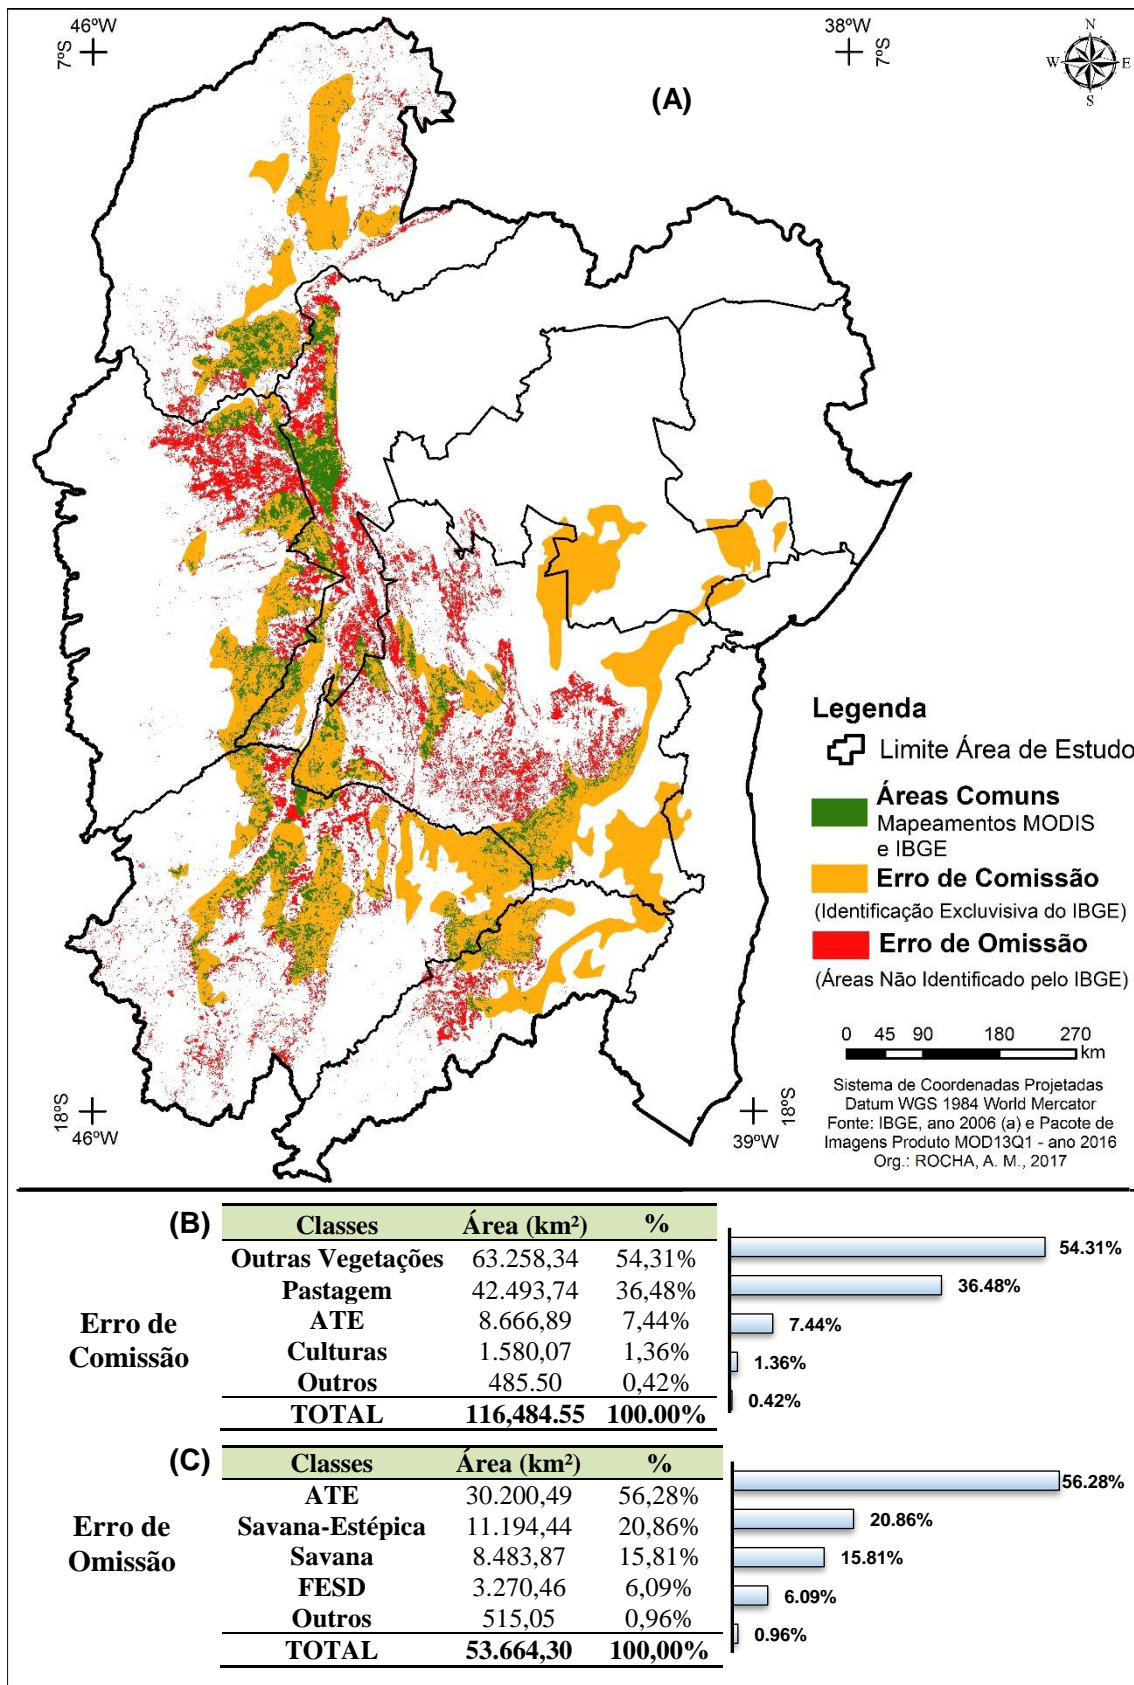 46ºW
7ºS
38ºW
7ºS
N
W
E
S
(A)
Legenda
Limite Área de Estudo
Áreas Comuns
Mapeamentos MODIS
e IBGE
Erro de Comissão
(Identificação Excluvisiva do IBGE)
Erro de Omissão
(Áreas Não Identificado pelo IBGE)
0 45 90 180 270
km
Sistema de Coordenadas Projetadas
Datum WGS 1984 World Mercator
Fonte: IBGE, ano 2006 (a) e Pacote de
Imagens Produto MOD13Q1 - ano 2016
Org.: ROCHA, A. M., 2017
18ºS
46ºW
18ºS
39ºW
(B)
Classes Área (km²) %
Outras Vegetações 63.258,34 54,31%
Pastagem 42.493,74 36,48%
ATE 8.666,89 7,44%
Culturas 1.580,07 1,36%
Outros 485.50 0,42%
TOTAL 116,484.55 100.00%
Erro de
Comissão
54.31%
36.48%
7.44%
1.36%
0.42%
(C)
Classes Área (km²) %
ATE 30.200,49 56,28%
Savana-Estépica 11.194,44 20,86%
Savana 8.483,87 15,81%
FESD 3.270,46 6,09%
Outros 515,05 0,96%
TOTAL 53.664,30 100,00%
Erro de
Omissão
56.28%
20.86%
15.81%
6.09%
0.96%